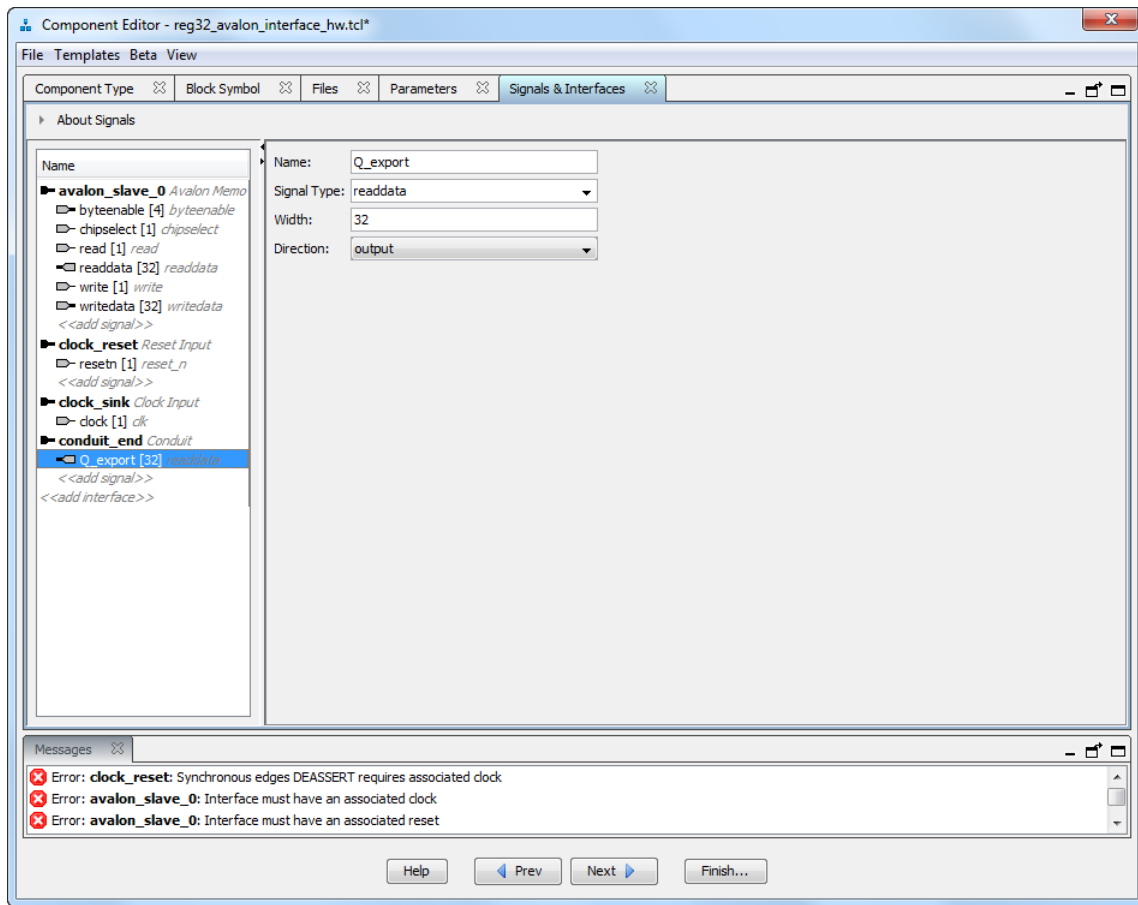 Component Editor - reg32_avalon_interface_hw.tcl*
File Templates Beta View
Component Type Block Symbol Files Parameters Signals & Interfaces
About Signals
Name
avalon_slave_0 Avalon Memo
byteenable [4] byteenable
chipselect [1] chipselect
read [1] read
readdata [32] readdata
write [1] write
writedata [32] writedata
<<add signal>>
clock_reset Reset Input
resetn [1] reset_n
<<add signal>>
clock_sink Clock Input
clock [1] clk
<<add signal>>
conduit_end Conduit
Q_export [32] readdata
<<add signal>>
<<add interface>>
Name: Q_export
Signal Type: readdata
Width: 32
Direction: output
Messages
Error: clock_reset: Synchronous edges DEASSERT requires associated clock
Error: avalon_slave_0: Interface must have an associated clock
Error: avalon_slave_0: Interface must have an associated reset
Help Prev Next Finish...